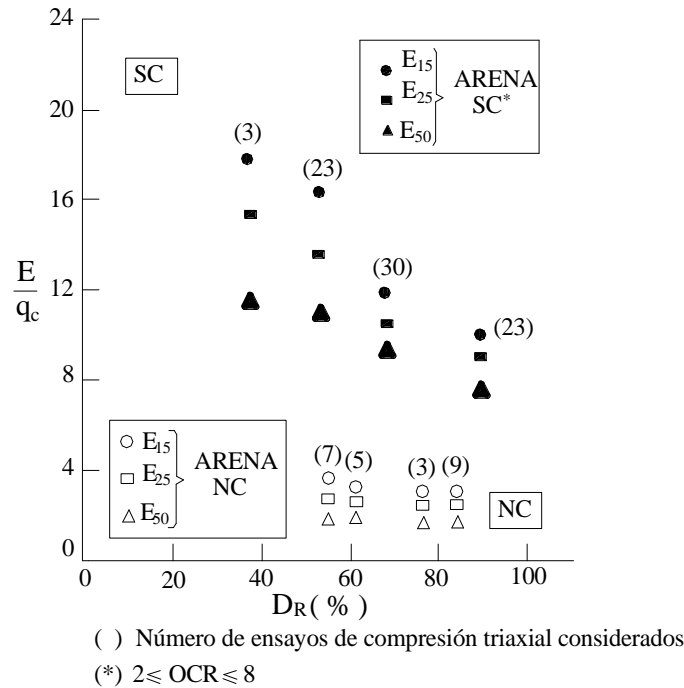 24
20
16
12
8
4
0
E
qc
SC
E15
E25
E50
ARENA
SC*
(3)
(23)
(30)
(23)
E15
E25
E50
ARENA
NC
(7)
(5)
(3)
(9)
NC
0
20
40
60
80
100
DR ( % )
( ) Número de ensayos de compresión triaxial considerados
(*) 2≤ OCR ≤ 8